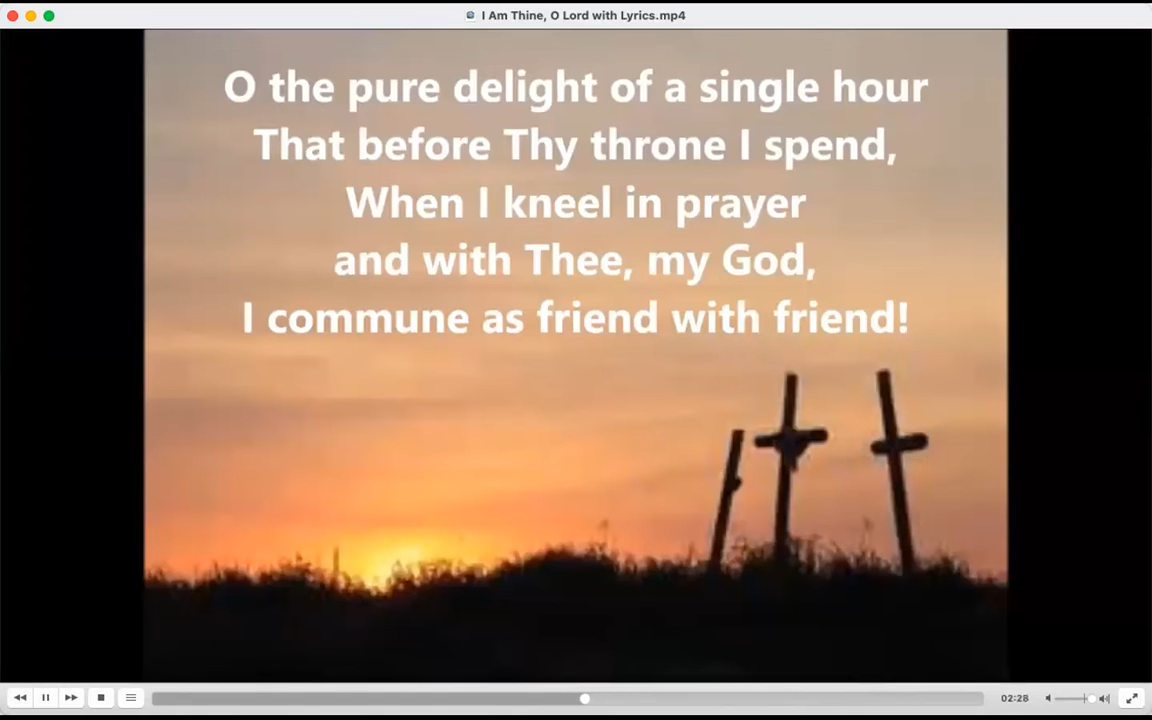 I Am Thine, O Lord with Lyrics.mp4
O the pure delight of a single hour
That before Thy throne I spend,
When I kneel in prayer
and with Thee, my God,
I commune as friend with friend!
02:28